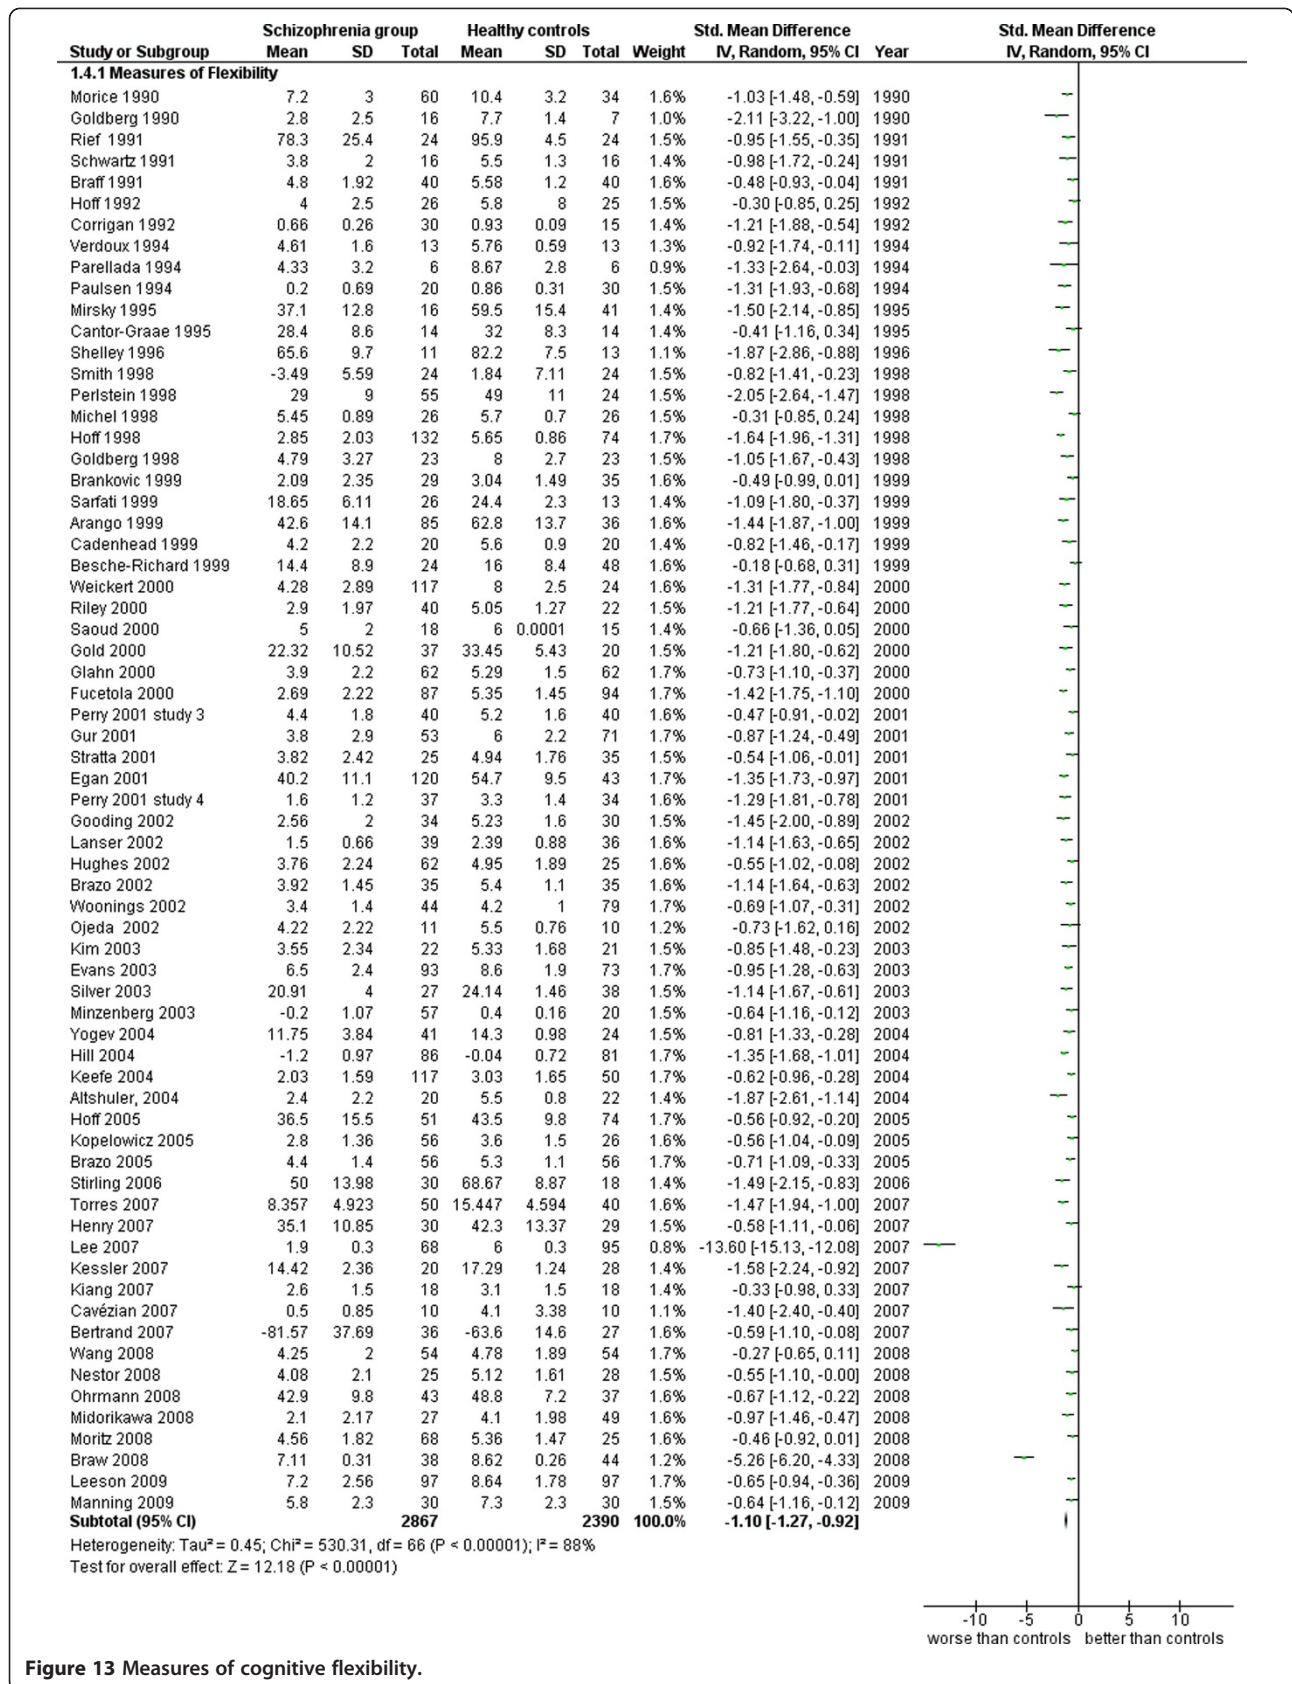 Schizophrenia group Healthy controls Std. Mean Difference Std. Mean Difference
Study or Subgroup Mean SD Total Mean SD Total Weight IV, Random, 95% CI Year IV, Random, 95% CI
1.4.1 Measures of Flexibility
Morice 1990 7.2 3 60 10.4 3.2 34 1.6% -1.03 [-1.48, -0.59] 1990
Goldberg 1990 2.8 2.5 16 7.7 1.4 7 1.0% -2.11 [-3.22, -1.00] 1990
Rief 1991 78.3 25.4 24 95.9 4.5 24 1.5% -0.95 [-1.55, -0.35] 1991
Schwartz 1991 3.8 2 16 5.5 1.3 16 1.4% -0.98 [-1.72, -0.24] 1991
Braff 1991 4.8 1.92 40 5.58 1.2 40 1.6% -0.48 [-0.93, -0.04] 1991
Hoff 1992 4 2.5 26 5.8 8 25 1.5% -0.30 [-0.85, 0.25] 1992
Corrigan 1992 0.66 0.26 30 0.93 0.09 15 1.4% -1.21 [-1.88, -0.54] 1992
Verdoux 1994 4.61 1.6 13 5.76 0.59 13 1.3% -0.92 [-1.74, -0.11] 1994
Parellada 1994 4.33 3.2 6 8.67 2.8 6 0.9% -1.33 [-2.64, -0.03] 1994
Paulsen 1994 0.2 0.69 20 0.86 0.31 30 1.5% -1.31 [-1.93, -0.68] 1994
Mirsky 1995 37.1 12.8 16 59.5 15.4 41 1.4% -1.50 [-2.14, -0.85] 1995
Cantor-Graae 1995 28.4 8.6 14 32 8.3 14 1.4% -0.41 [-1.16, 0.34] 1995
Shelley 1996 65.6 9.7 11 82.2 7.5 13 1.1% -1.87 [-2.86, -0.88] 1996
Smith 1998 -3.49 5.59 24 1.84 7.11 24 1.5% -0.82 [-1.41, -0.23] 1998
Perlstein 1998 29 9 55 49 11 24 1.5% -2.05 [-2.64, -1.47] 1998
Michel 1998 5.45 0.89 26 5.7 0.7 26 1.5% -0.31 [-0.85, 0.24] 1998
Hoff 1998 2.85 2.03 132 5.65 0.86 74 1.7% -1.64 [-1.96, -1.31] 1998
Goldberg 1998 4.79 3.27 23 8 2.7 23 1.5% -1.05 [-1.67, -0.43] 1998
Brankovic 1999 2.09 2.35 29 3.04 1.49 35 1.5% -0.49 [-0.99, 0.01] 1999
Sarfati 1999 18.65 6.11 26 24.4 2.3 13 1.4% -1.09 [-1.80, -0.37] 1999
Arango 1999 42.6 14.1 85 62.8 13.7 36 1.6% -1.44 [-1.87, -1.00] 1999
Cadenhead 1999 4.2 2.2 20 5.6 0.9 20 1.4% -0.82 [-1.46, -0.17] 1999
Besche-Richard 1999 14.4 8.9 24 16 8.4 48 1.6% -0.18 [-0.68, 0.31] 1999
Weickert 2000 4.28 2.89 117 8 2.5 24 1.6% -1.31 [-1.77, -0.84] 2000
Riley 2000 2.9 1.97 40 5.05 1.27 22 1.5% -1.21 [-1.77, -0.64] 2000
Saoud 2000 5 2 18 6 0.0001 15 1.4% -0.66 [-1.36, 0.05] 2000
Gold 2000 22.32 10.52 37 33.45 5.43 20 1.5% -1.21 [-1.80, -0.62] 2000
Glahn 2000 3.9 2.2 62 5.29 1.5 62 1.7% -0.73 [-1.10, -0.37] 2000
Fucetola 2000 2.69 2.22 87 5.35 1.45 94 1.7% -1.42 [-1.75, -1.10] 2000
Perry 2001 study 3 4.4 1.8 40 5.2 1.6 40 1.6% -0.47 [-0.91, -0.02] 2001
Gur 2001 3.8 2.9 53 6 2.2 71 1.7% -0.87 [-1.24, -0.49] 2001
Stratta 2001 3.82 2.42 25 4.94 1.76 35 1.5% -0.54 [-1.06, -0.01] 2001
Egan 2001 40.2 11.1 120 54.7 9.5 43 1.7% -1.35 [-1.73, -0.97] 2001
Perry 2001 study 4 1.6 1.2 37 3.3 1.4 34 1.6% -1.29 [-1.81, -0.78] 2001
Gooding 2002 2.56 2 34 5.23 1.6 30 1.5% -1.45 [-2.00, -0.89] 2002
Lanser 2002 1.5 0.66 39 2.39 0.88 36 1.6% -1.14 [-1.63, -0.65] 2002
Hughes 2002 3.76 2.24 62 4.95 1.89 25 1.6% -0.55 [-1.02, -0.08] 2002
Brazo 2002 3.92 1.45 35 5.4 1.1 35 1.6% -1.14 [-1.64, -0.63] 2002
Woonings 2002 3.4 1.4 44 4.2 1 79 1.7% -0.69 [-1.07, -0.31] 2002
Ojeda 2002 4.22 2.22 11 5.5 0.76 10 1.2% -0.73 [-1.62, 0.16] 2002
Kim 2003 3.55 2.34 22 5.33 1.68 21 1.5% -0.85 [-1.48, -0.23] 2003
Evans 2003 6.5 2.4 93 8.6 1.9 73 1.7% -0.95 [-1.28, -0.63] 2003
Silver 2003 20.91 4 27 24.14 1.46 38 1.5% -1.14 [-1.67, -0.61] 2003
Minzenberg 2003 -0.2 1.07 57 0.4 0.16 20 1.5% -0.64 [-1.16, -0.12] 2003
Yogev 2004 11.75 3.84 41 14.3 0.98 24 1.5% -0.81 [-1.33, -0.28] 2004
Hill 2004 -1.2 0.97 86 -0.04 0.72 81 1.7% -1.35 [-1.68, -1.01] 2004
Keefe 2004 2.03 1.59 117 3.03 1.65 50 1.7% -0.62 [-0.96, -0.28] 2004
Altshuler, 2004 2.4 2.2 20 5.5 0.8 22 1.4% -1.87 [-2.61, -1.14] 2004
Hoff 2005 36.5 15.5 51 43.5 9.8 74 1.7% -0.56 [-0.92, -0.20] 2005
Kopelowicz 2005 2.8 1.36 56 3.6 1.5 26 1.6% -0.56 [-1.04, -0.09] 2005
Brazo 2005 4.4 1.4 56 5.3 1.1 56 1.7% -0.71 [-1.09, -0.33] 2005
Stirling 2006 50 13.98 30 68.67 8.87 18 1.4% -1.49 [-2.15, -0.83] 2006
Torres 2007 8.357 4.923 50 15.447 4.594 40 1.6% -1.47 [-1.94, -1.00] 2007
Henry 2007 35.1 10.85 30 42.3 13.37 29 1.5% -0.58 [-1.11, -0.06] 2007
Lee 2007 1.9 0.3 68 6 0.3 95 0.8% -13.60 [-15.13, -12.08] 2007
Kessler 2007 14.42 2.36 20 17.29 1.24 28 1.4% -1.58 [-2.24, -0.92] 2007
Kiang 2007 2.6 1.5 18 3.1 1.5 18 1.4% -0.33 [-0.98, 0.33] 2007
Cavézian 2007 0.5 0.85 10 4.1 3.38 10 1.1% -1.40 [-2.40, -0.40] 2007
Bertrand 2007 -81.57 37.69 36 -63.6 14.6 27 1.6% -0.59 [-1.10, -0.08] 2007
Wang 2008 4.25 2 54 4.78 1.89 54 1.7% -0.27 [-0.65, 0.11] 2008
Nestor 2008 4.08 2.1 25 5.12 1.61 28 1.5% -0.55 [-1.10, -0.00] 2008
Ohrmann 2008 42.9 9.8 43 48.8 7.2 37 1.6% -0.67 [-1.12, -0.22] 2008
Midorikawa 2008 2.1 2.17 27 4.1 1.98 49 1.6% -0.97 [-1.46, -0.47] 2008
Moritz 2008 4.56 1.82 68 5.36 1.47 25 1.6% -0.46 [-0.92, 0.01] 2008
Braw 2008 7.11 0.31 38 8.62 0.26 44 1.2% -5.26 [-6.20, -4.33] 2008
Leeson 2009 7.2 2.56 97 8.64 1.78 97 1.7% -0.65 [-0.94, -0.36] 2009
Manning 2009 5.8 2.3 30 7.3 2.3 30 1.5% -0.64 [-1.16, -0.12] 2009
Subtotal (95% CI) 2867 2390 100.0% -1.10 [-1.27, -0.92]
Heterogeneity: Tau² = 0.45; Chi² = 530.31, df = 66 (P < 0.00001); I² = 88%
Test for overall effect: Z = 12.18 (P < 0.00001)
-10 -5 0 5 10
worse than controls better than controls
Figure 13 Measures of cognitive flexibility.